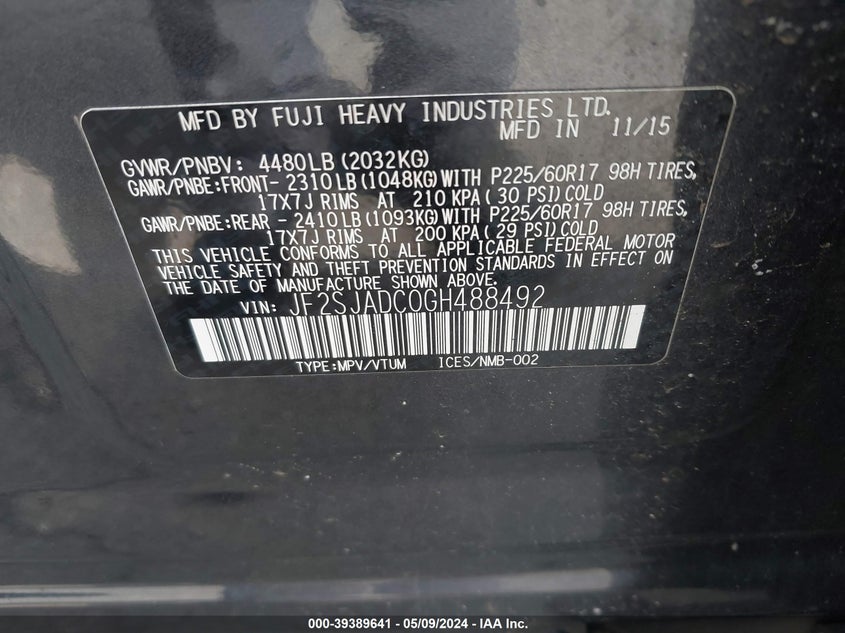 MFD BY FUJI HEAVY INDUSTRIES LTD.
MFD IN 11/15
GVWR/PNBV: 4480LB (2032KG)
GAWR/PNBE:FRONT- 2310LB (1048KG) WITH P225/60R17 98H TIRES,
17X7J RIMS AT 210 KPA ( 30 PSI) COLD
GAWR/PNBE:REAR - 2410LB (1093KG) WITH P225/60R17 98H TIRES,
17X7J RIMS AT 200 KPA ( 29 PSI) COLD
THIS VEHICLE CONFORMS TO ALL APPLICABLE FEDERAL MOTOR
VEHICLE SAFETY AND THEFT PREVENTION STANDARDS IN EFFECT ON
THE DATE OF MANUFACTURE SHOWN ABOVE.
VIN: JF2SJADC0GH488492
TYPE:MPV/VTUM ICES/NMB-002
000-39389641 - 05/09/2024 - IAA Inc.